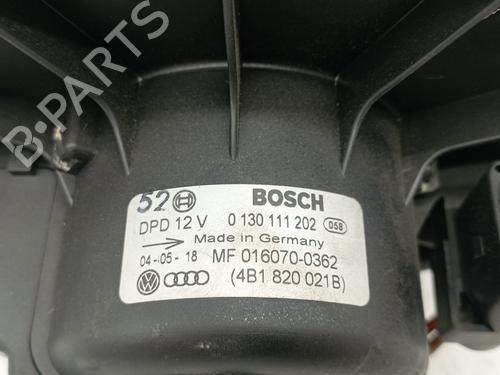 B-PARTS
52 BOSCH
DPD 12 V 0 130 111 202 058
Made in Germany
04-05-18 MF 016070-0362
(4B1 820 021B)